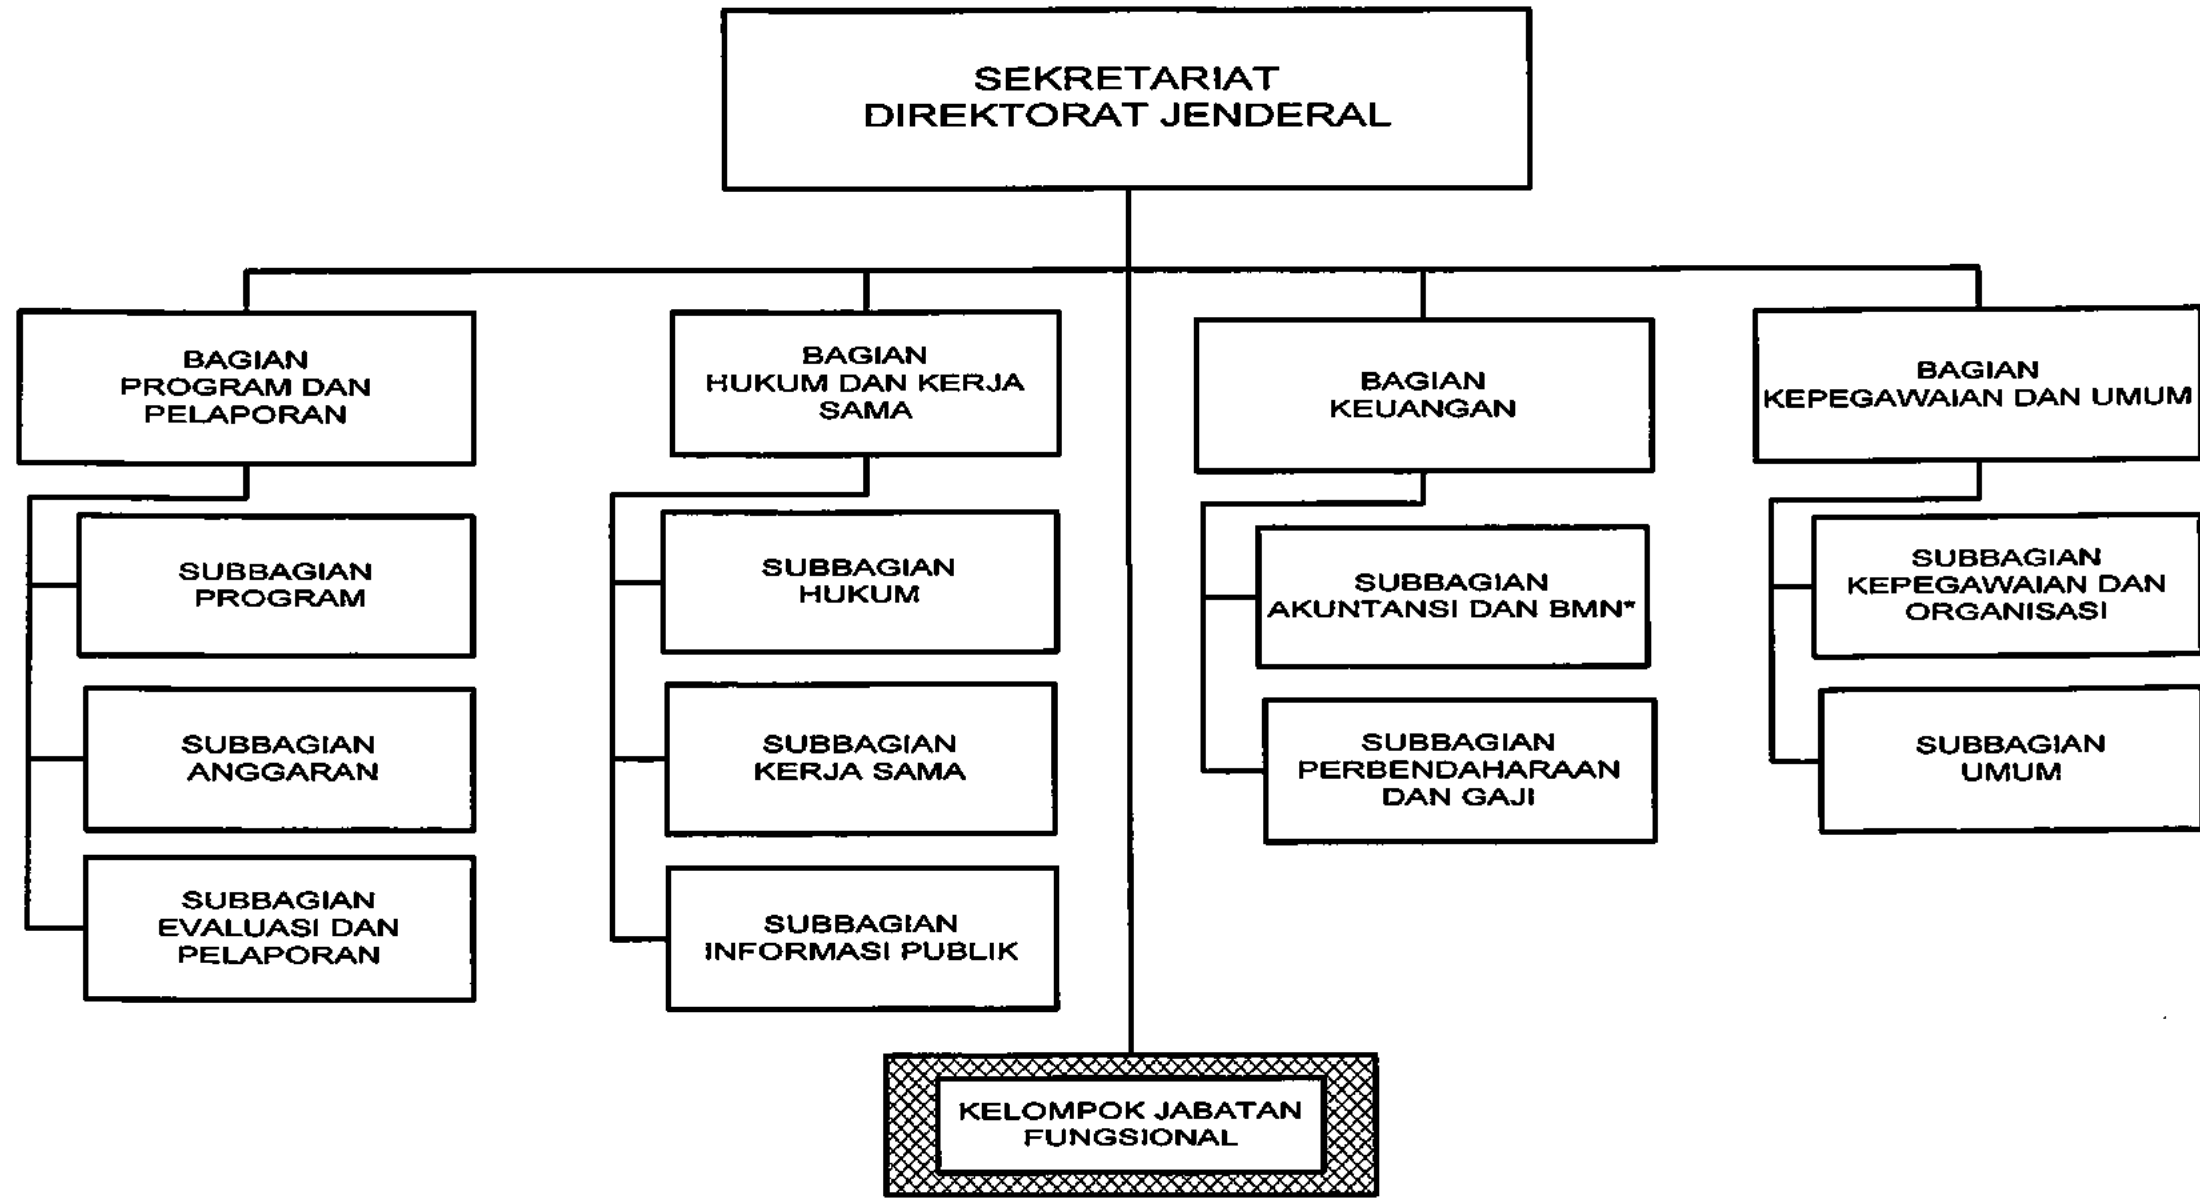 SEKRETARIAT
DIREKTORAT JENDERAL
BAGIAN
PROGRAM DAN
PELAPORAN
BAGIAN
HUKUM DAN KERJA
SAMA
BAGIAN
KEUANGAN
BAGIAN
KEPEGAWAIAN DAN UMUM
SUBBAGIAN
PROGRAM
SUBBAGIAN
HUKUM
SUBBAGIAN
AKUNTANSI DAN BMN*
SUBBAGIAN
KEPEGAWAIAN DAN
ORGANISASI
SUBBAGIAN
ANGGARAN
SUBBAGIAN
KERJA SAMA
SUBBAGIAN
PERBENDAHARAAN
DAN GAJI
SUBBAGIAN
UMUM
SUBBAGIAN
EVALUASI DAN
PELAPORAN
SUBBAGIAN
INFORMASI PUBLIK
KELOMPOK JABATAN
FUNGSIONAL